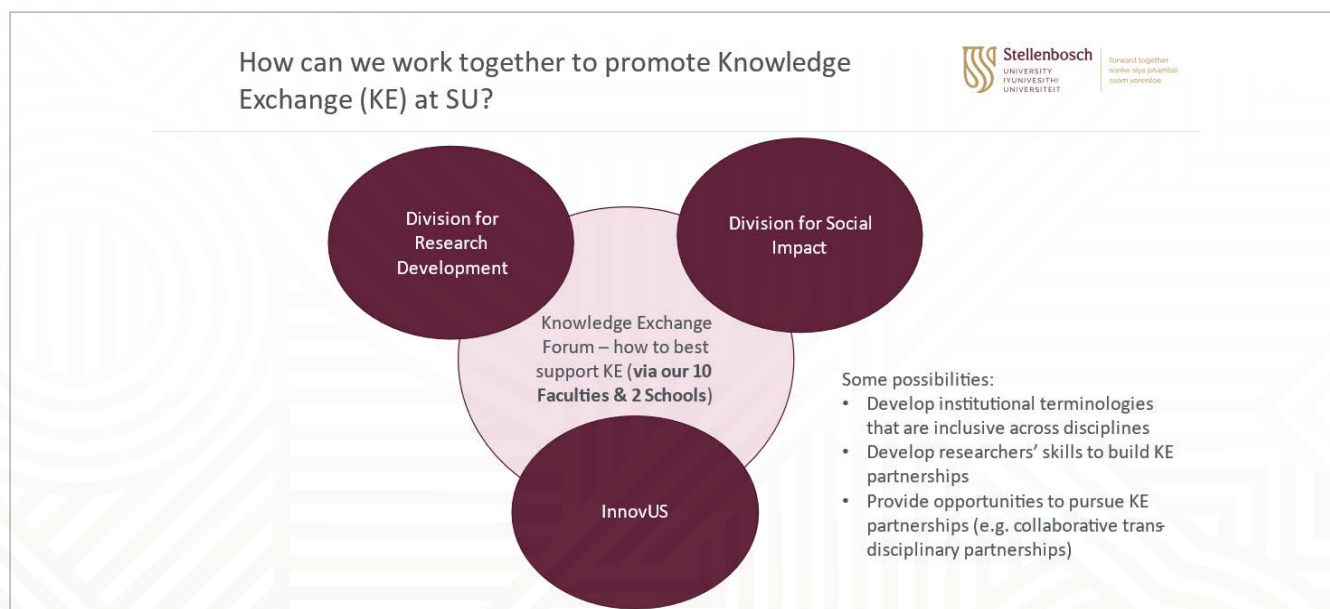 How can we work together to promote Knowledge
Exchange (KE) at SU?
Stellenbosch
UNIVERSITY
IYUNIVESITHI
UNIVERSITEIT
forward together
sonke siya phambili
saam vorentoe
Division for
Research
Development
Division for Social
Impact
Knowledge Exchange
Forum – how to best
support KE (via our 10
Faculties & 2 Schools)
InnovUS
Some possibilities:
• Develop institutional terminologies
that are inclusive across disciplines
• Develop researchers’ skills to build KE
partnerships
• Provide opportunities to pursue KE
partnerships (e.g. collaborative trans-
disciplinary partnerships)